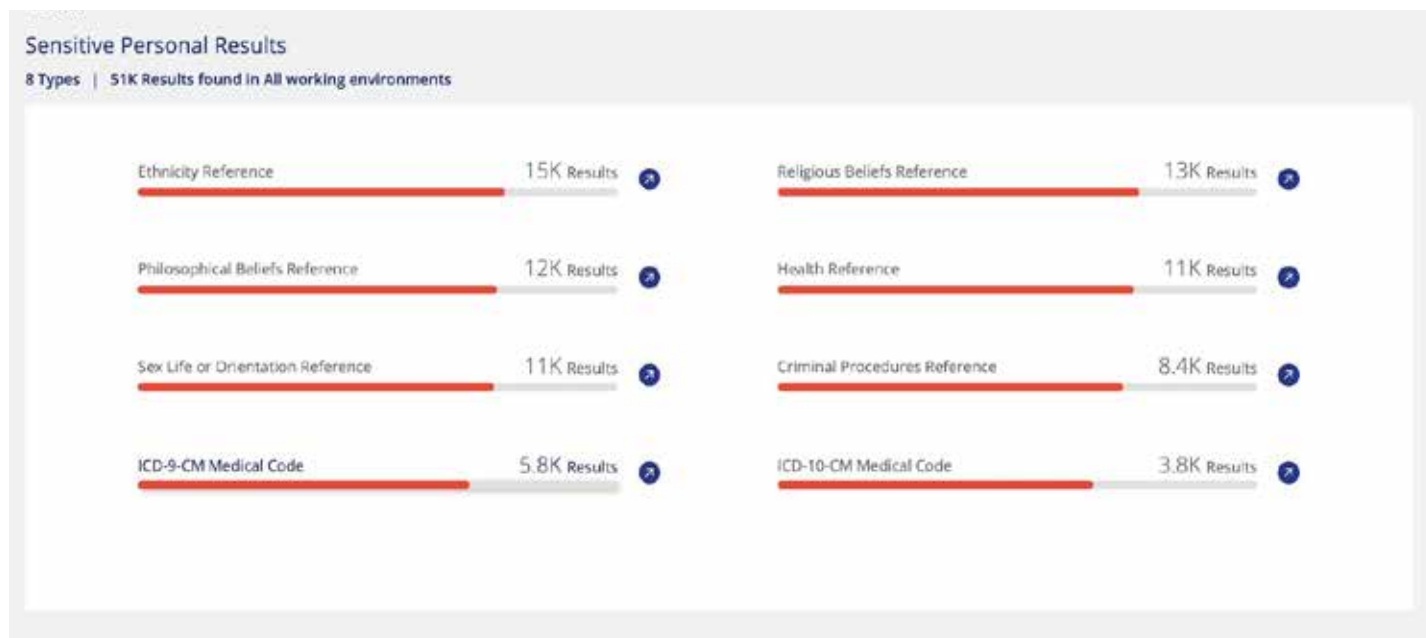 Sensitive Personal Results
8 Types | 51K Results found in All working environments
Ethnicity Reference 15K Results
Religious Beliefs Reference 13K Results
Philosophical Beliefs Reference 12K Results
Health Reference 11K Results
Sex Life or Orientation Reference 11K Results
Criminal Procedures Reference 8.4K Results
ICD-9-CM Medical Code 5.8K Results
ICD-10-CM Medical Code 3.8K Results